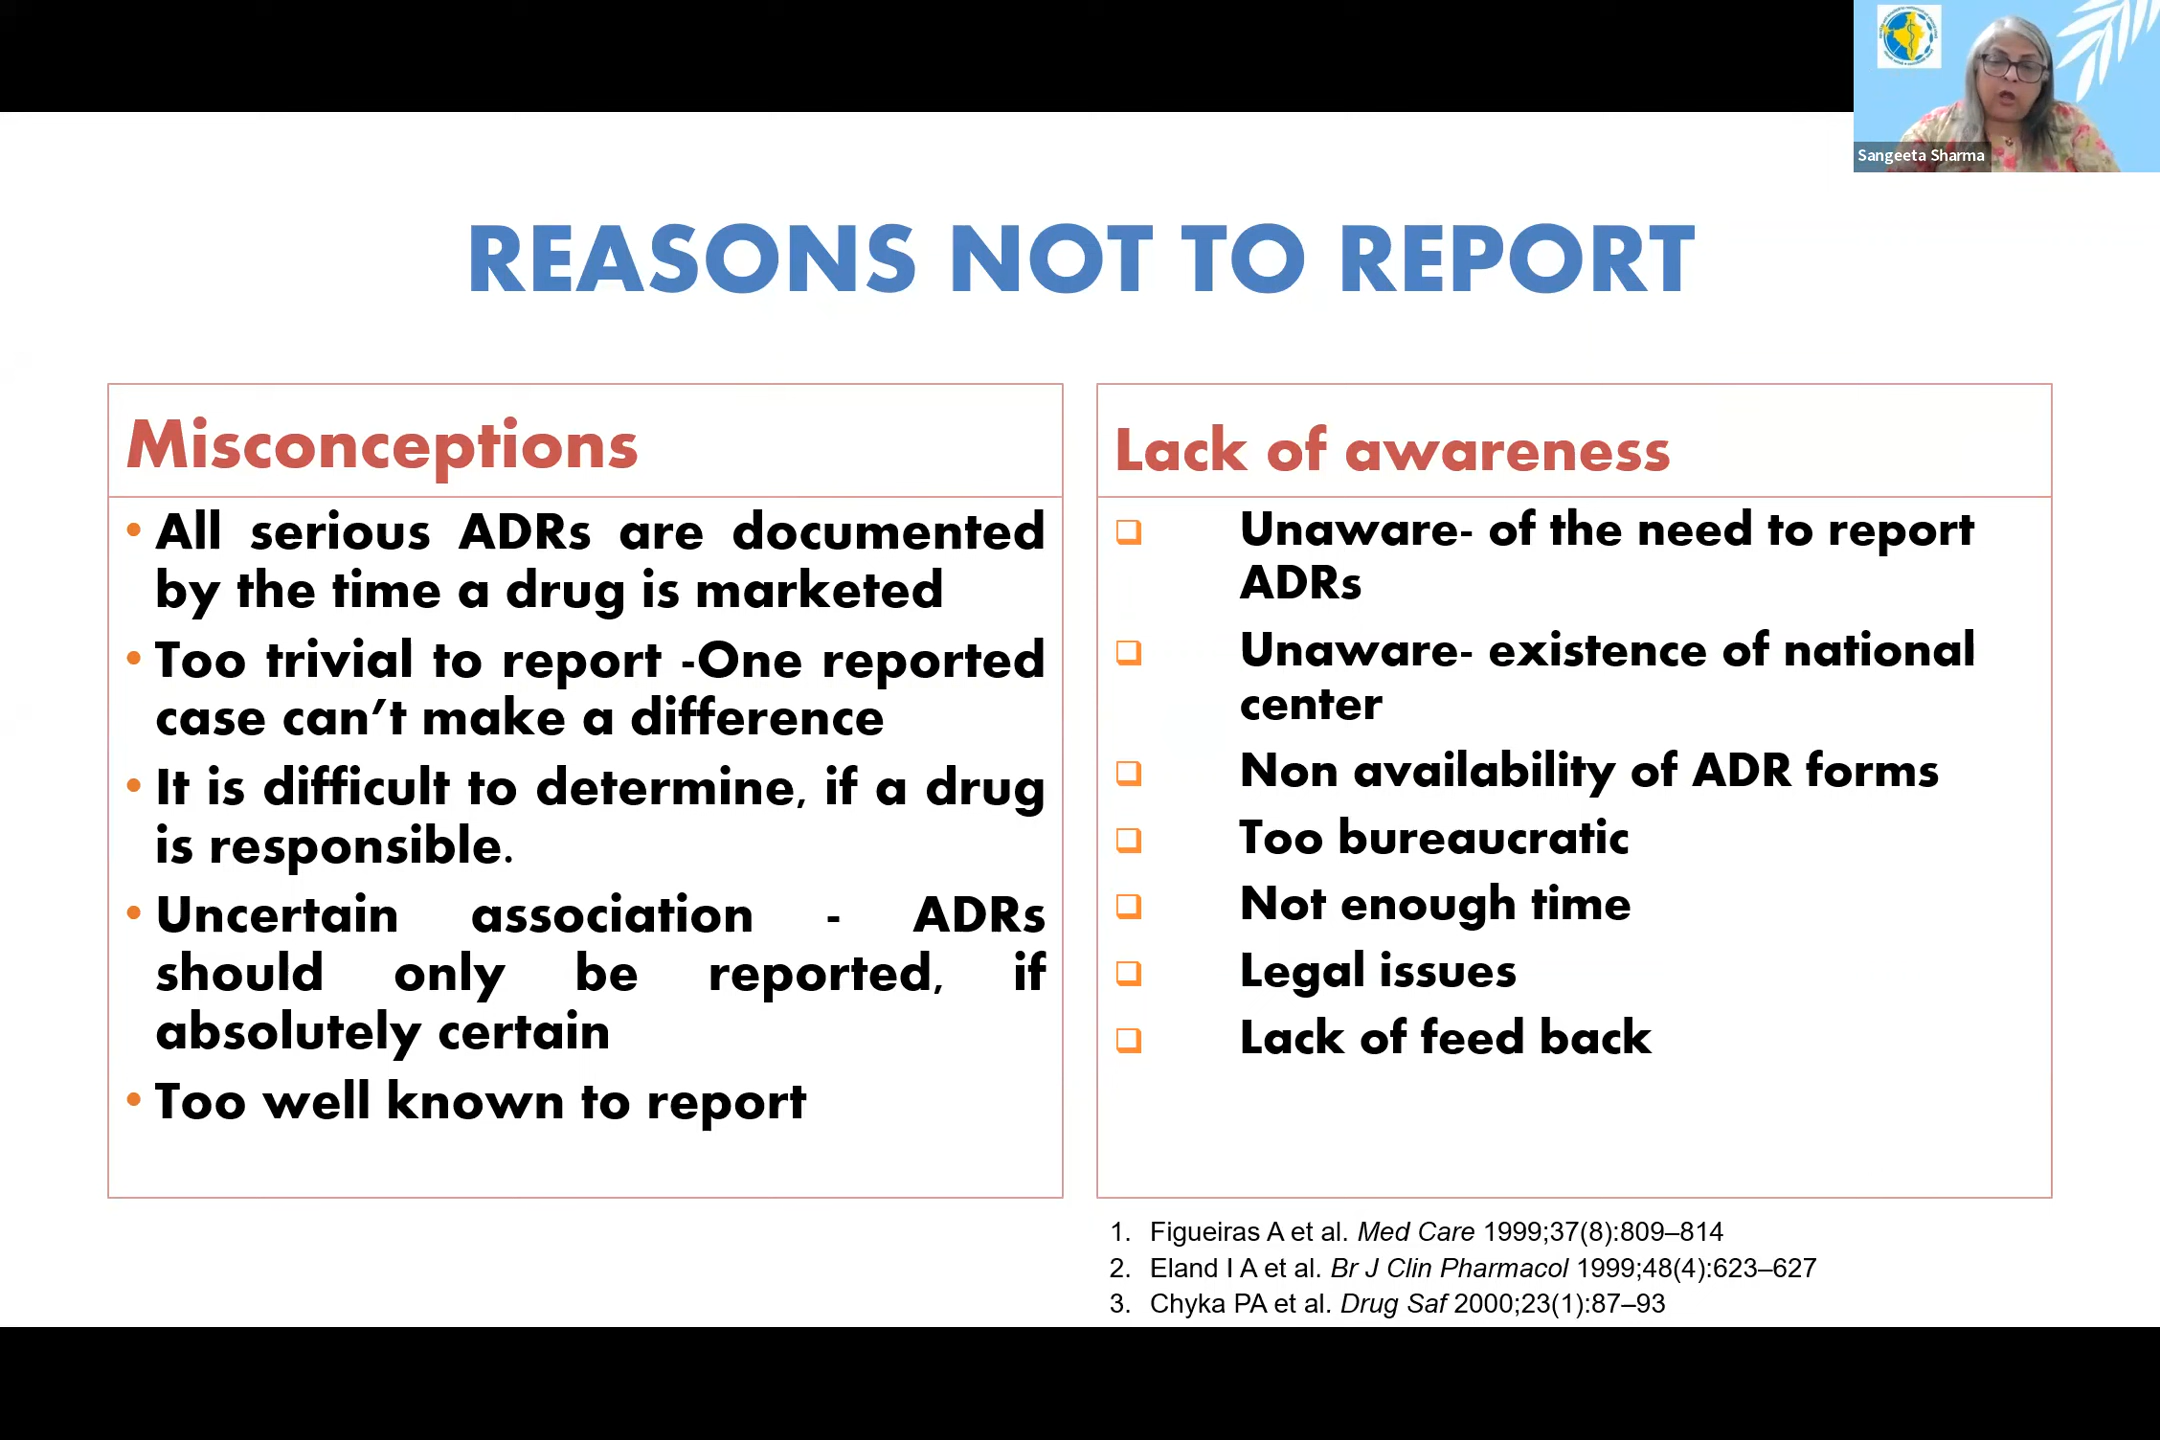 Sangeeta Sharma
REASONS NOT TO REPORT
Misconceptions
• All serious ADRs are documented
by the time a drug is marketed
• Too trivial to report -One reported
case can’t make a difference
• It is difficult to determine, if a drug
is responsible.
• Uncertain association - ADRs
should only be reported, if
absolutely certain
• Too well known to report
Lack of awareness
❑ Unaware- of the need to report
ADRs
❑ Unaware- existence of national
center
❑ Non availability of ADR forms
❑ Too bureaucratic
❑ Not enough time
❑ Legal issues
❑ Lack of feed back
1. Figueiras A et al. Med Care 1999;37(8):809–814
2. Eland I A et al. Br J Clin Pharmacol 1999;48(4):623–627
3. Chyka PA et al. Drug Saf 2000;23(1):87–93